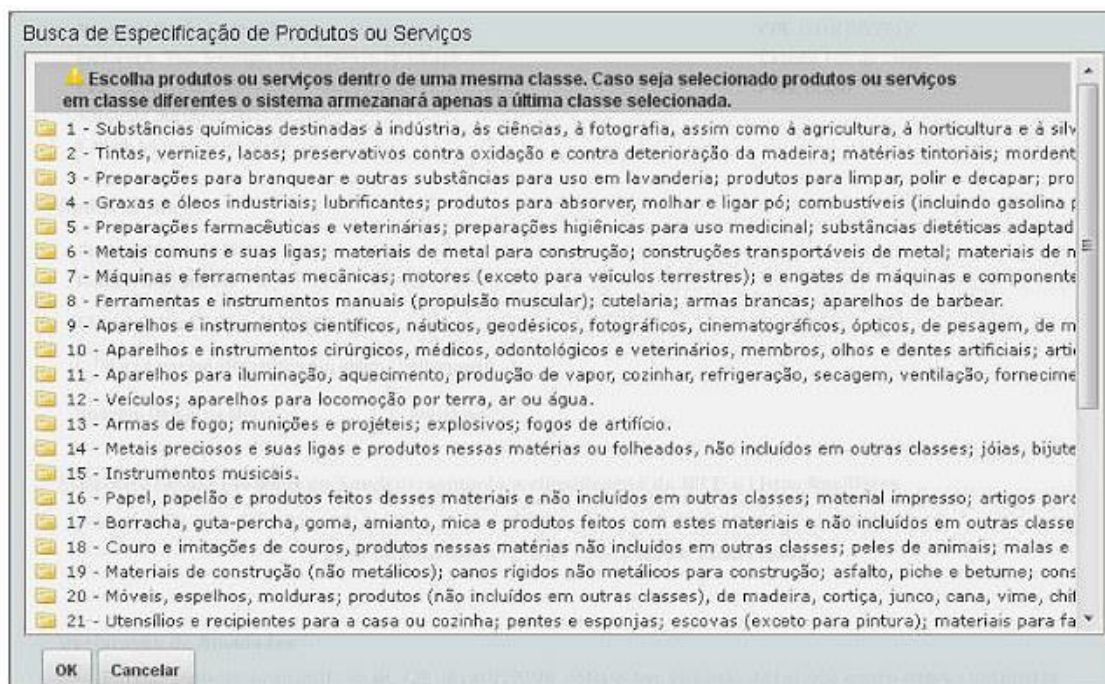 Busca de Especificação de Produtos ou Serviços
Escolha produtos ou serviços dentro de uma mesma classe. Caso seja selecionado produtos ou serviços
em classe diferentes o sistema armezanará apenas a última classe selecionada.
1 - Substâncias químicas destinadas à indústria, às ciências, à fotografia, assim como à agricultura, à horticultura e à silv
2 - Tintas, vernizes, lacas; preservativos contra oxidação e contra deterioração da madeira; matérias tintoriais; mordent
3 - Preparações para branquear e outras substâncias para uso em lavanderia; produtos para limpar, polir e decapar; pro
4 - Graxas e óleos industriais; lubrificantes; produtos para absorver, molhar e ligar pó; combustíveis (incluindo gasolina p
5 - Preparações farmacêuticas e veterinárias; preparações higiênicas para uso medicinal; substâncias dietéticas adaptad
6 - Metais comuns e suas ligas; materiais de metal para construção; construções transportáveis de metal; materiais de n
7 - Máquinas e ferramentas mecânicas; motores (exceto para veículos terrestres); e engates de máquinas e componente
8 - Ferramentas e instrumentos manuais (propulsão muscular); cutelaria; armas brancas; aparelhos de barbear.
9 - Aparelhos e instrumentos científicos, náuticos, geodésicos, fotográficos, cinematográficos, ópticos, de pesagem, de m
10 - Aparelhos e instrumentos cirúrgicos, médicos, odontológicos e veterinários, membros, olhos e dentes artificiais; arti
11 - Aparelhos para iluminação, aquecimento, produção de vapor, cozinhar, refrigeração, secagem, ventilação, fornecime
12 - Veículos; aparelhos para locomoção por terra, ar ou água.
13 - Armas de fogo; munições e projéteis; explosivos; fogos de artifício.
14 - Metais preciosos e suas ligas e produtos nessas matérias ou folheados, não incluídos em outras classes; jóias, bijute
15 - Instrumentos musicais.
16 - Papel, papelão e produtos feitos desses materiais e não incluídos em outras classes; material impresso; artigos para
17 - Borracha, guta-percha, goma, amianto, mica e produtos feitos com estes materiais e não incluídos em outras classe
18 - Couro e imitações de couros, produtos nessas matérias não incluídos em outras classes; peles de animais; malas e
19 - Materiais de construção (não metálicos); canos rígidos não metálicos para construção; asfalto, piche e betume; cons
20 - Móveis, espelhos, molduras; produtos (não incluídos em outras classes), de madeira, cortiça, junco, cana, vime, chif
21 - Utensílios e recipientes para a casa ou cozinha; pentes e esponjas; escovas (exceto para pintura); materiais para fa
OK Cancelar